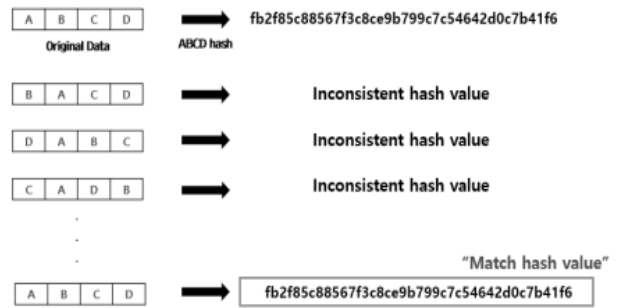 A B C D fb2f85c88567f3c8ce9b799c7c54642d0c7b41f6
Original Data ABCD hash
B A C D Inconsistent hash value
D A B C Inconsistent hash value
C A D B Inconsistent hash value
"Match hash value"
A B C D fb2f85c88567f3c8ce9b799c7c54642d0c7b41f6